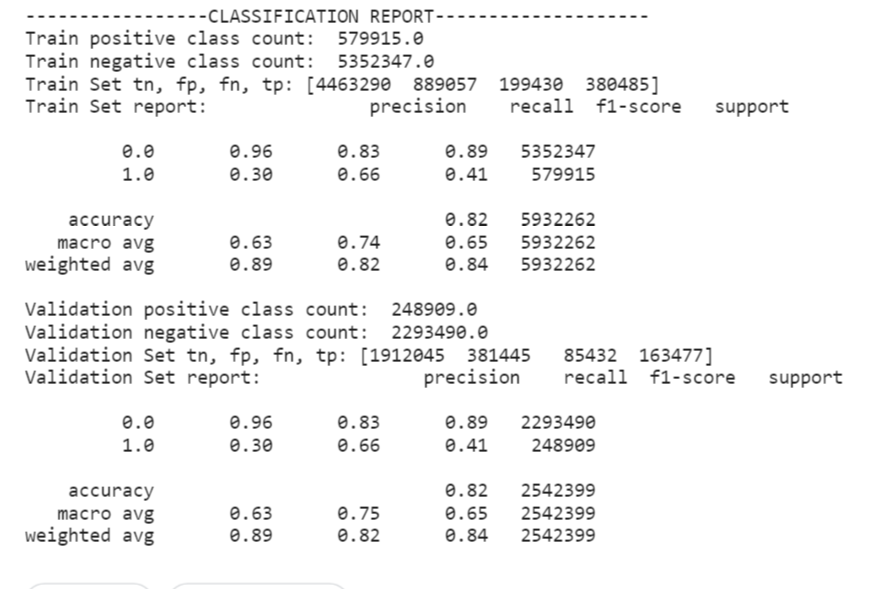 -----------------CLASSIFICATION REPORT--------------------
Train positive class count:  579915.0
Train negative class count:  5352347.0
Train Set tn, fp, fn, tp: [4463290  889057  199430  380485]
Train Set report:               precision    recall  f1-score   support
0.0       0.96      0.83      0.89   5352347
1.0       0.30      0.66      0.41    579915
accuracy                           0.82   5932262
macro avg       0.63      0.74      0.65   5932262
weighted avg       0.89      0.82      0.84   5932262
Validation positive class count:  248909.0
Validation negative class count:  2293490.0
Validation Set tn, fp, fn, tp: [1912045  381445   85432  163477]
Validation Set report:               precision    recall  f1-score   support
0.0       0.96      0.83      0.89   2293490
1.0       0.30      0.66      0.41    248909
accuracy                           0.82   2542399
macro avg       0.63      0.75      0.65   2542399
weighted avg       0.89      0.82      0.84   2542399